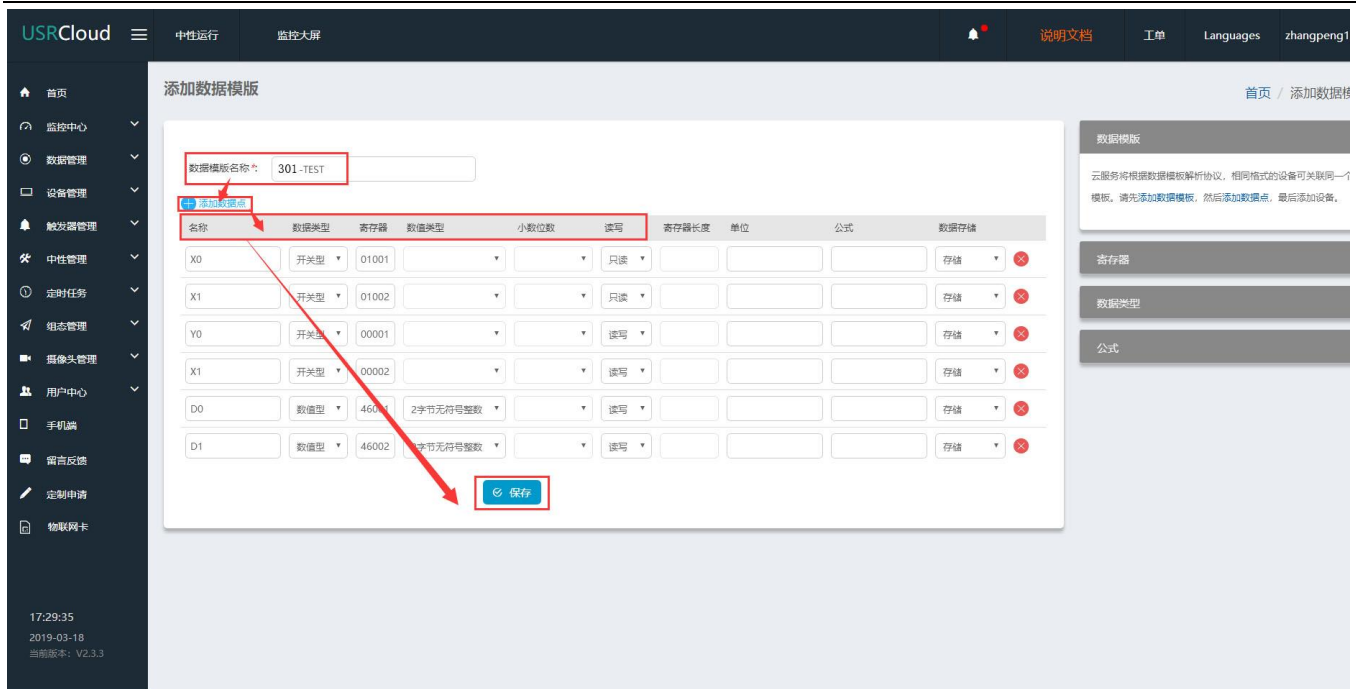 USRCloud 中性运行 监控大屏 说明文档 工单 Languages zhangpeng1
首页
监控中心
数据管理
设备管理
触发器管理
中性管理
定时任务
组态管理
摄像头管理
用户中心
手机端
留言反馈
定制申请
物联网卡
17:29:35
2019-03-18
当前版本：V2.3.3
添加数据模版
首页 / 添加数据模
数据模版名称*: 301-TEST
添加数据点
名称 数据类型 寄存器 数值类型 小数位数 读写 寄存器长度 单位 公式 数据存储
X0 开关型 01001 只读 存储
X1 开关型 01002 只读 存储
Y0 开关型 00001 读写 存储
X1 开关型 00002 读写 存储
D0 数值型 46001 2字节无符号整数 读写 存储
D1 数值型 46002 2字节无符号整数 读写 存储
保存
数据模版
云服务将根据数据模板解析协议，相同格式的设备可关联同一个
模板。请先添加数据模板，然后添加数据点，最后添加设备。
寄存器
数据类型
公式